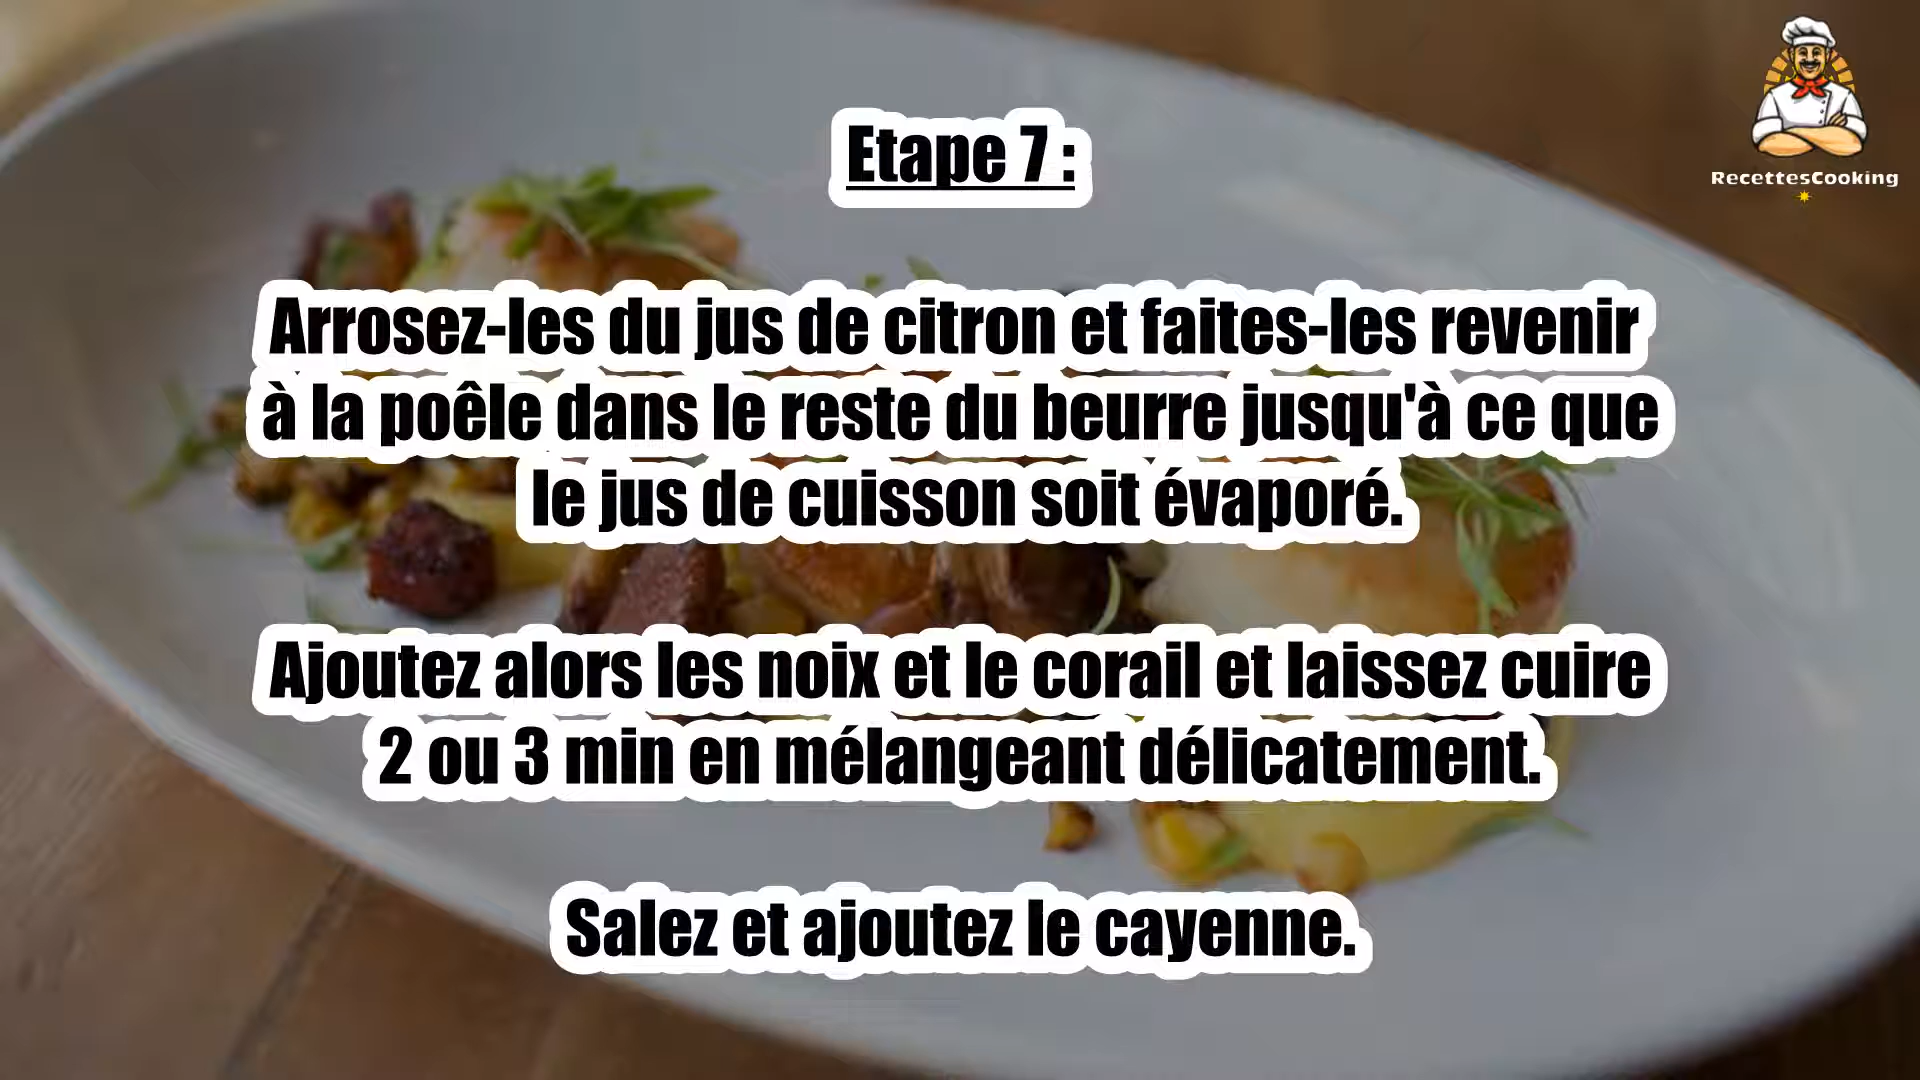 RecettesCooking
Etape 7 :
Arrosez-les du jus de citron et faites-les revenir
à la poêle dans le reste du beurre jusqu'à ce que
le jus de cuisson soit évaporé.
Ajoutez alors les noix et le corail et laissez cuire
2 ou 3 min en mélangeant délicatement.
Salez et ajoutez le cayenne.